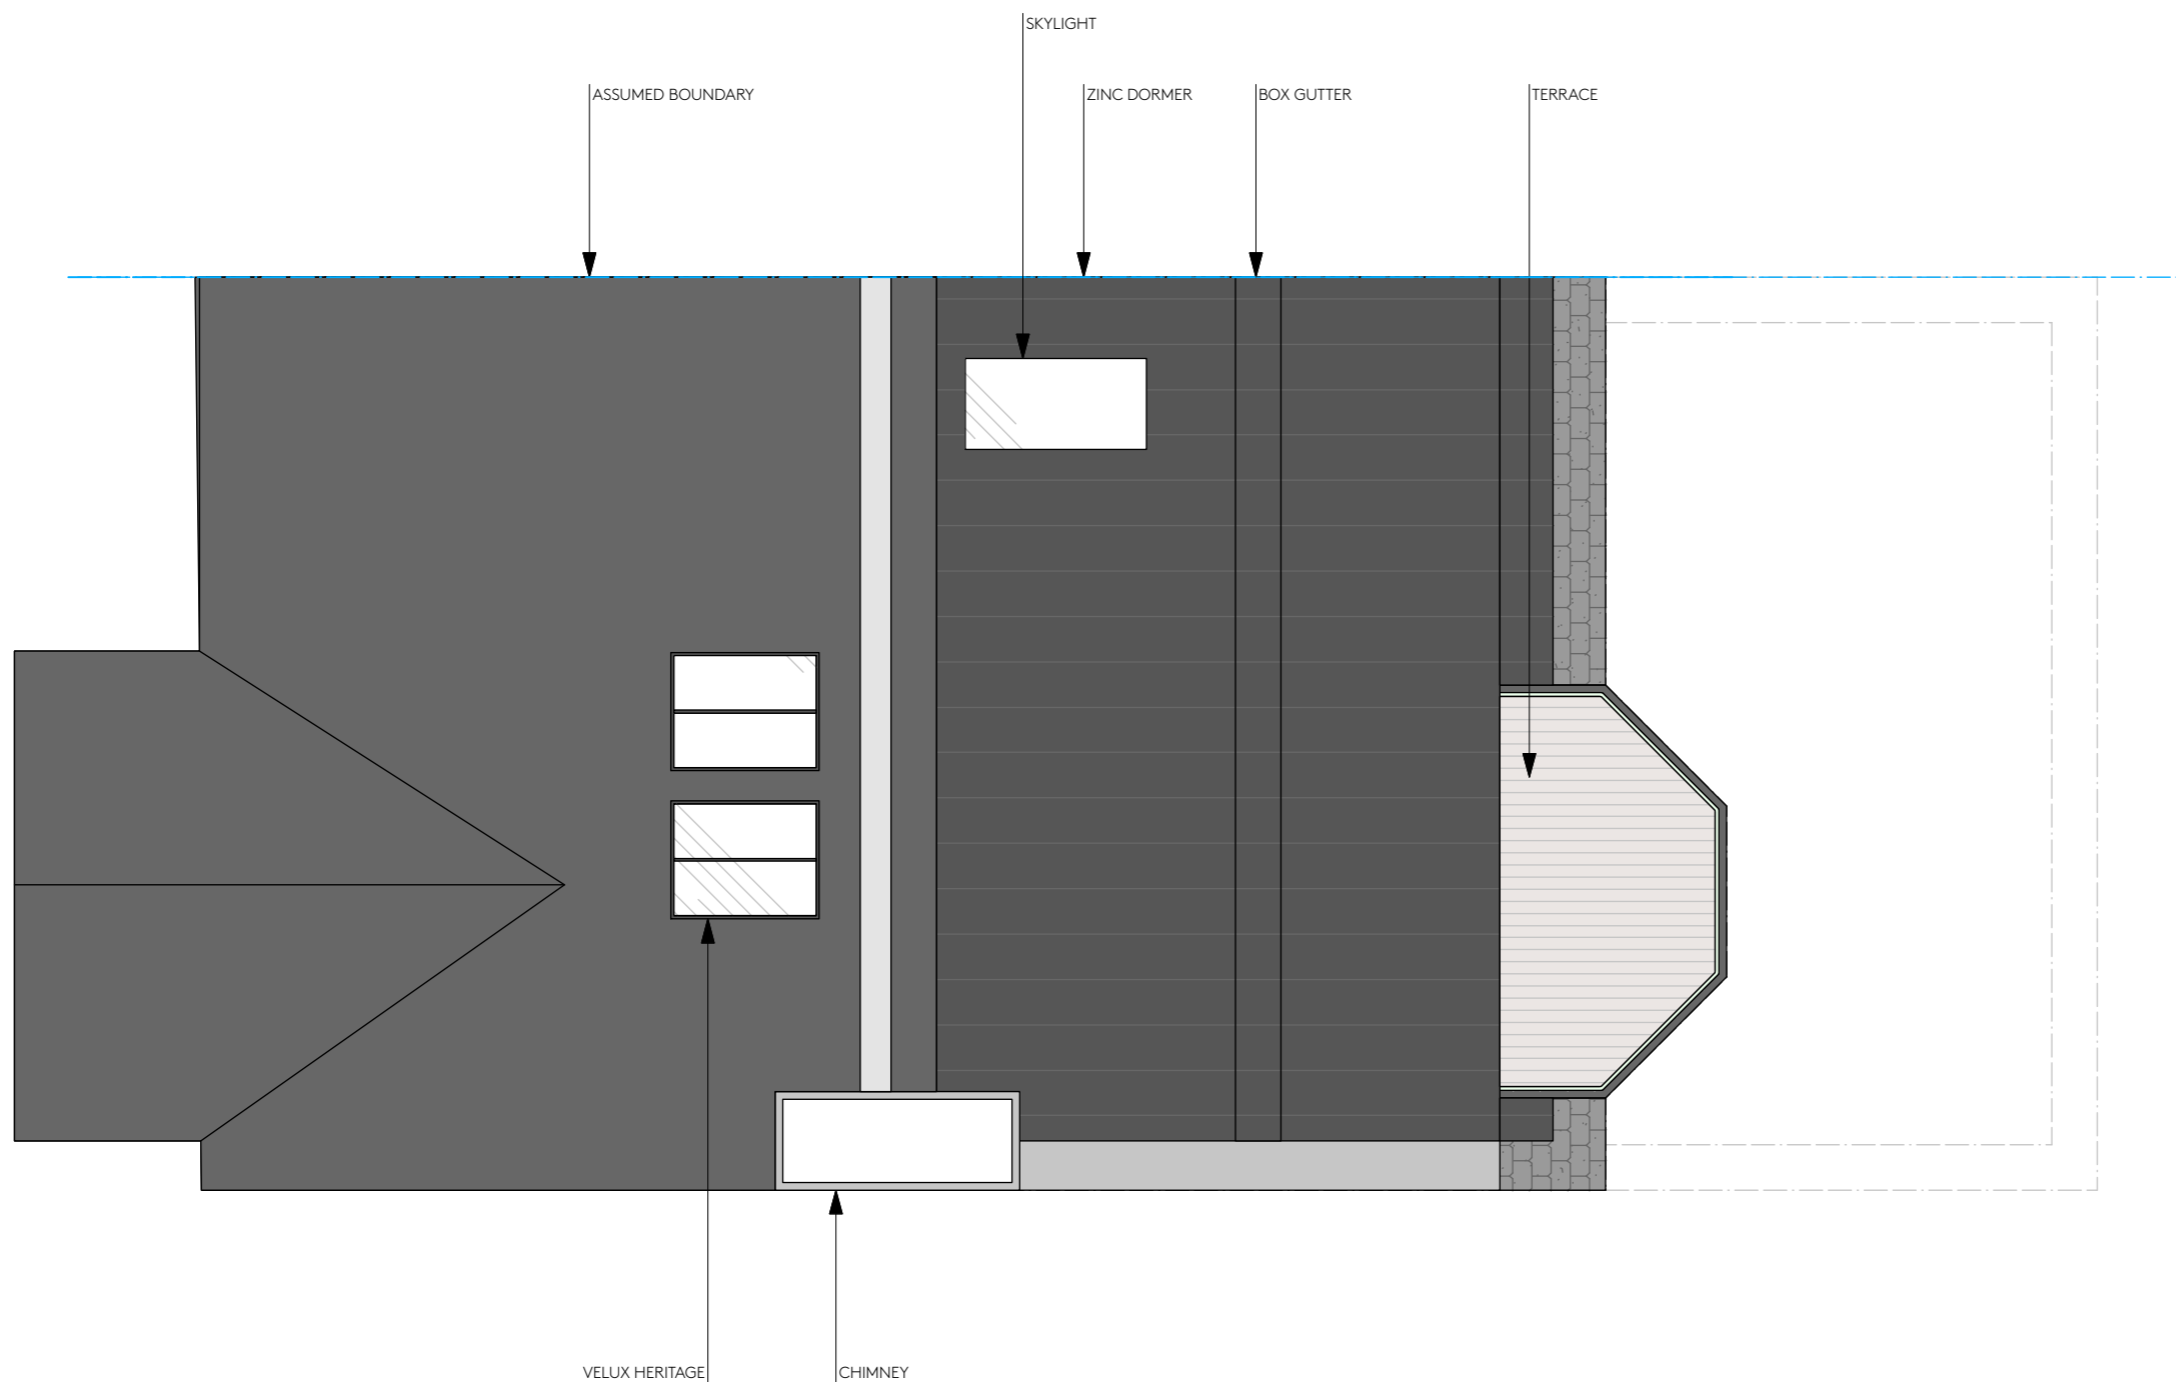 SKYLIGHT
ASSUMED BOUNDARY
ZINC DORMER
BOX GUTTER
TERRACE
VELUX HERITAGE
CHIMNEY